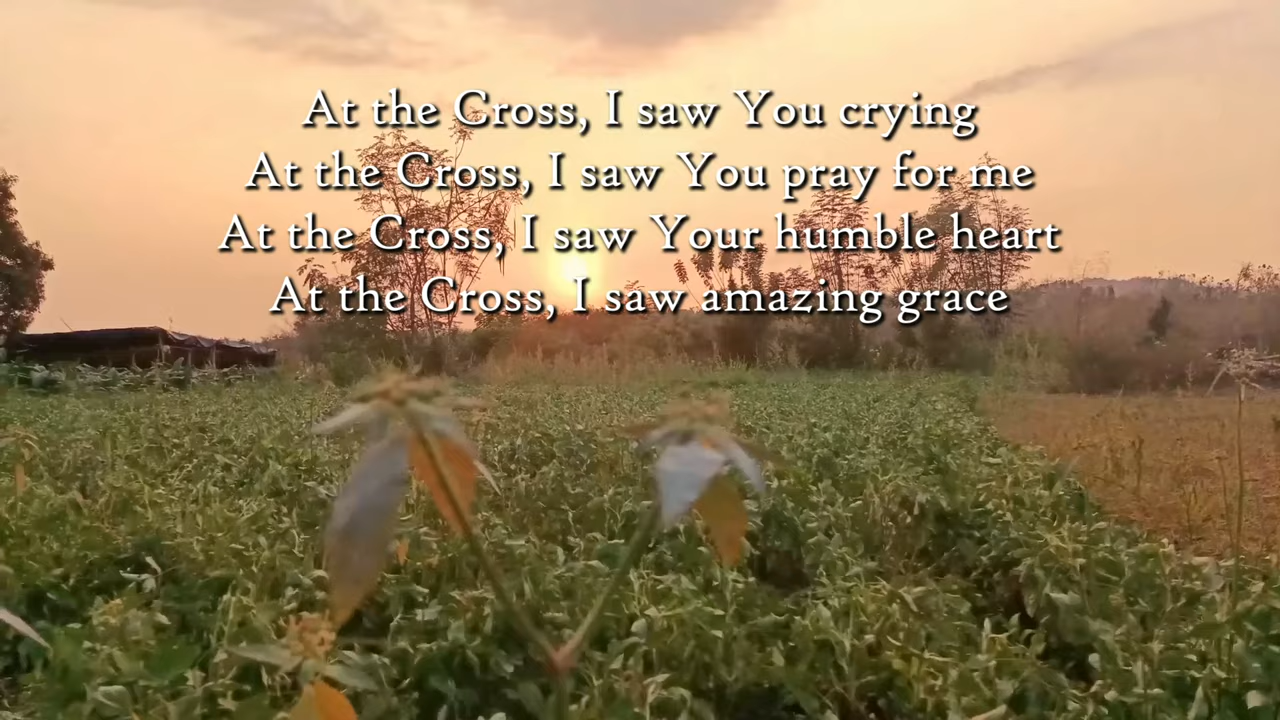 At the Cross, I saw You crying
At the Cross, I saw You pray for me
At the Cross, I saw Your humble heart
At the Cross, I saw amazing grace